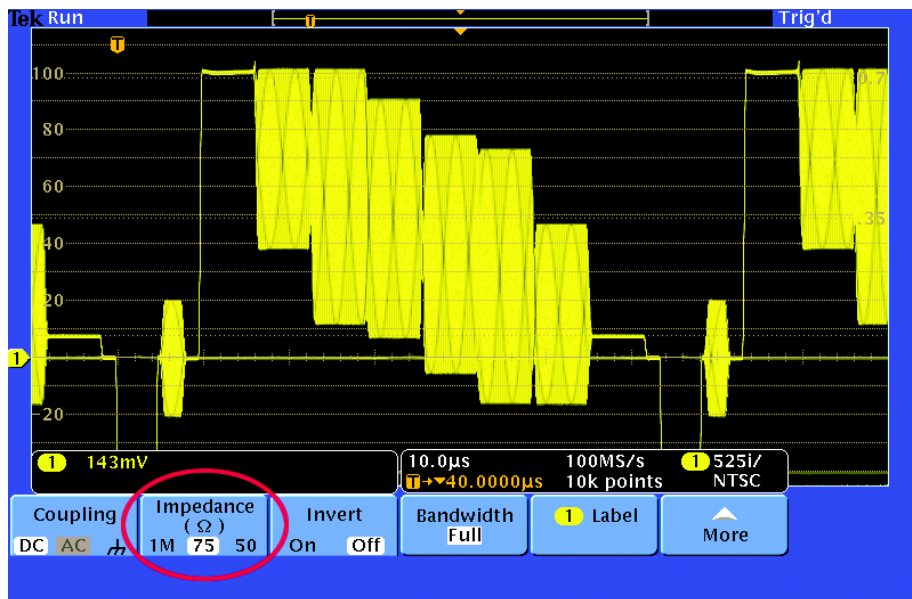 Tek Run Trig'd
T
T
100 0.7
80
60
.35
40
20
1
-20
1 143mV
10.0µs 100MS/s 1 525i/
T→▼40.0000µs 10k points NTSC
Coupling
DC AC
Impedance
(Ω)
1M 75 50
Invert
On Off
Bandwidth
Full
1 Label
More